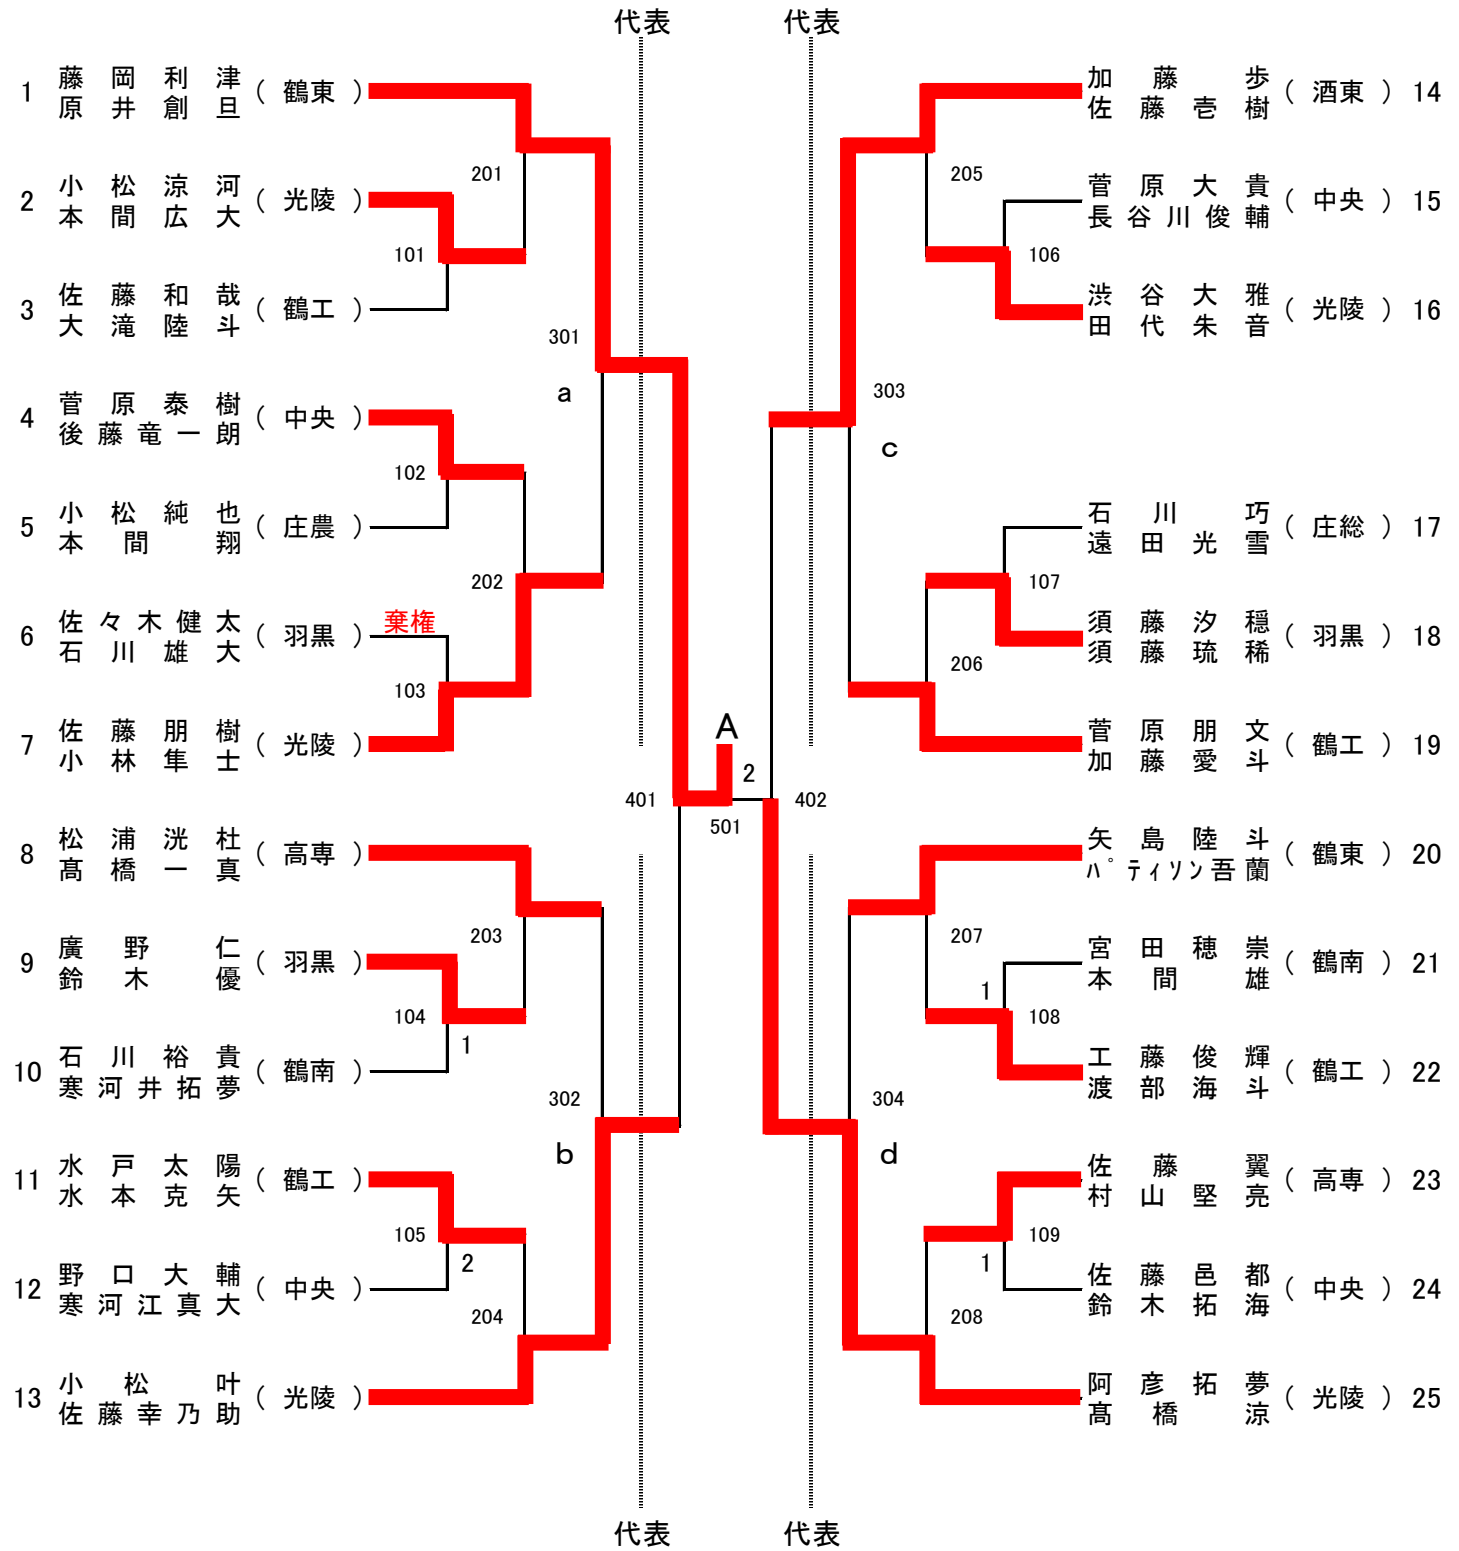 代表 代表
1 藤岡利津 ( 鶴東 )
原井創旦
2 小松涼河 ( 光陵 )
本間広大
3 佐藤和哉 ( 鶴工 )
大滝陸斗
4 菅原泰樹 ( 中央 )
後藤竜一朗
5 小松純也 ( 庄農 )
本間翔
6 佐々木健太 ( 羽黒 ) 棄権
石川雄大
7 佐藤朋樹 ( 光陵 )
小林隼士
8 松浦洸杜 ( 高専 )
髙橋一真
9 廣野仁 ( 羽黒 )
鈴木優
10 石川裕貴 ( 鶴南 )
寒河井拓夢
11 水戸太陽 ( 鶴工 )
水本克矢
12 野口大輔 ( 中央 )
寒河江真大
13 小松叶 ( 光陵 )
佐藤幸乃助
201
101
301
a
102
202
103
401
203
104
1
302
b
105
2
204
A
2
501
402
205
106
303
c
107
206
207
1
108
304
d
109
1
208
加藤歩 ( 酒東 ) 14
佐藤壱樹
菅原大貴 ( 中央 ) 15
長谷川俊輔
渋谷大雅 ( 光陵 ) 16
田代朱音
石川巧 ( 庄総 ) 17
遠田光雪
須藤汐穏 ( 羽黒 ) 18
須藤琉稀
菅原朋文 ( 鶴工 ) 19
加藤愛斗
矢島陸斗 ( 鶴東 ) 20
パティソン吾蘭
宮田穂崇 ( 鶴南 ) 21
本間雄
工藤俊輝 ( 鶴工 ) 22
渡部海斗
佐藤翼 ( 高専 ) 23
村山堅亮
佐藤邑都 ( 中央 ) 24
鈴木拓海
阿彦拓夢 ( 光陵 ) 25
髙橋涼
代表 代表